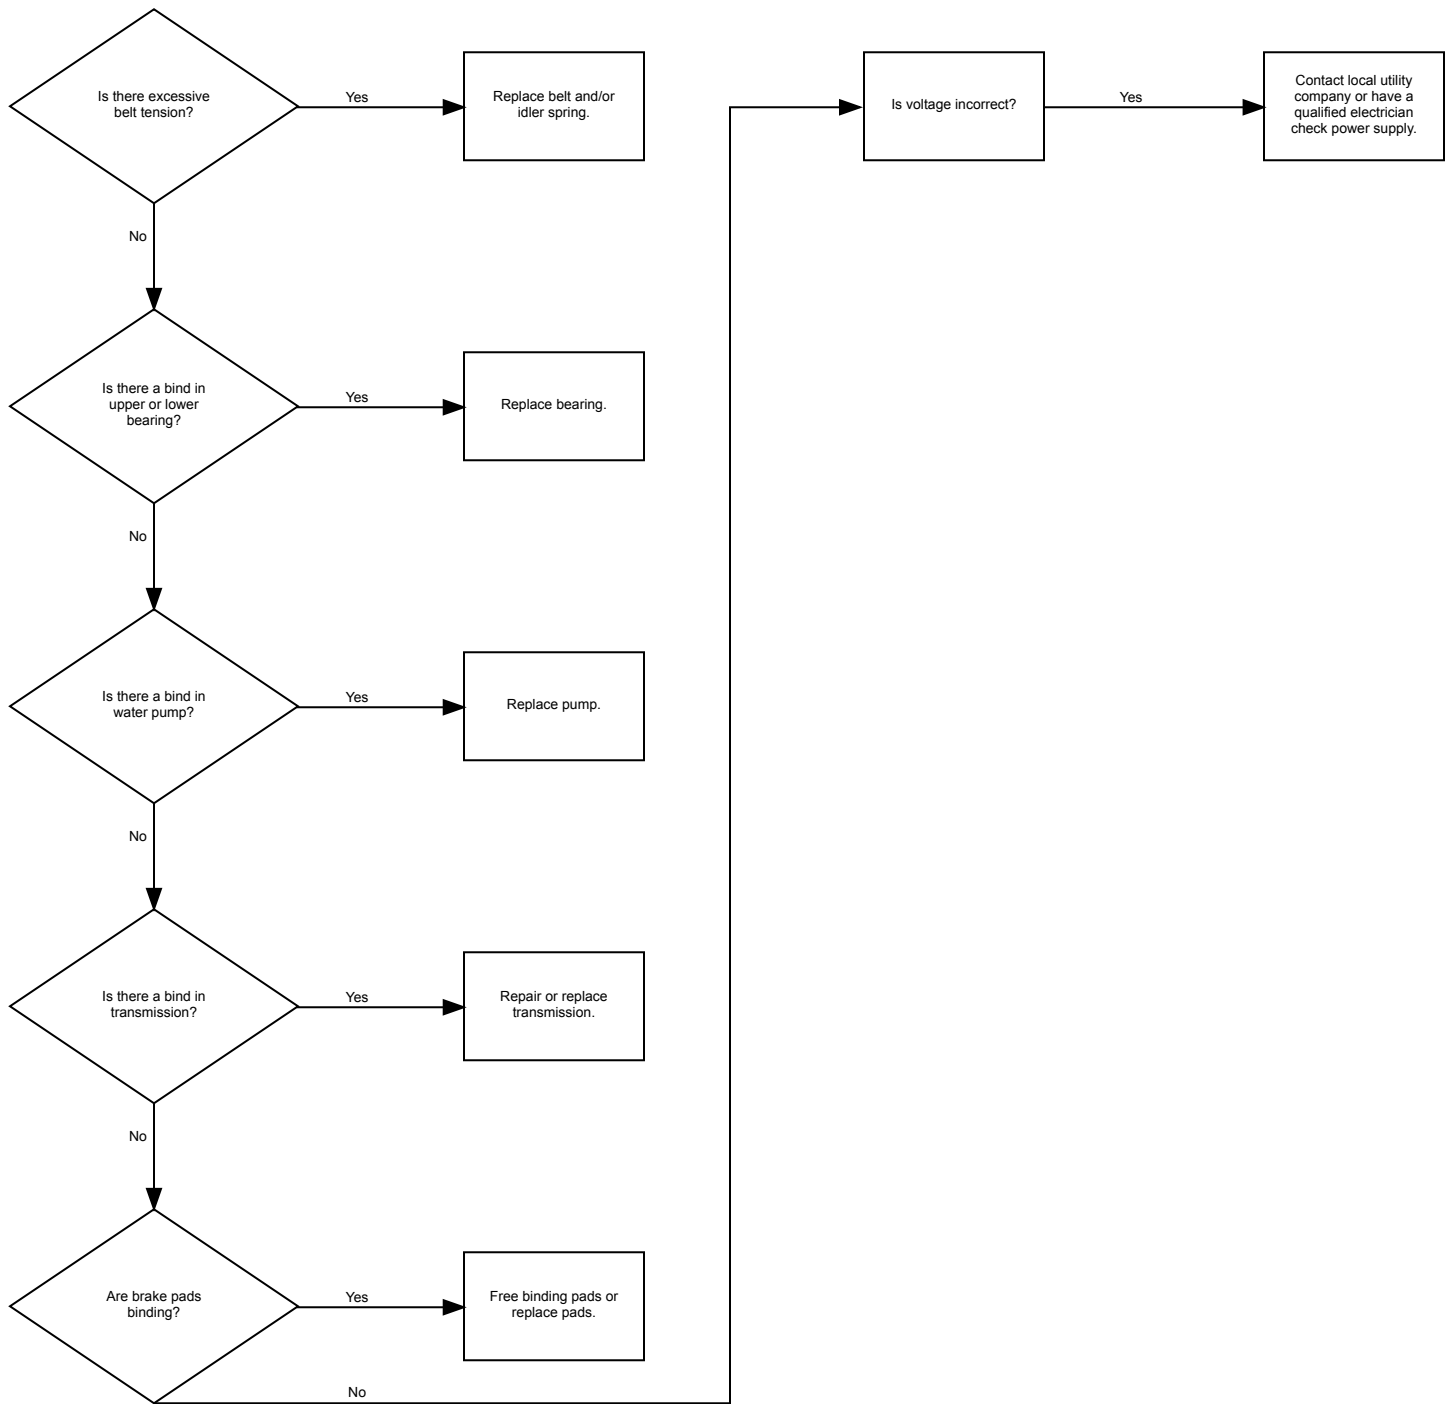 Is there excessive
belt tension?
Yes
Replace belt and/or
idler spring.
No
Is there a bind in
upper or lower
bearing?
Yes
Replace bearing.
No
Is there a bind in
water pump?
Yes
Replace pump.
No
Is there a bind in
transmission?
Yes
Repair or replace
transmission.
No
Are brake pads
binding?
Yes
Free binding pads or
replace pads.
No
Is voltage incorrect?
Yes
Contact local utility
company or have a
qualified electrician
check power supply.